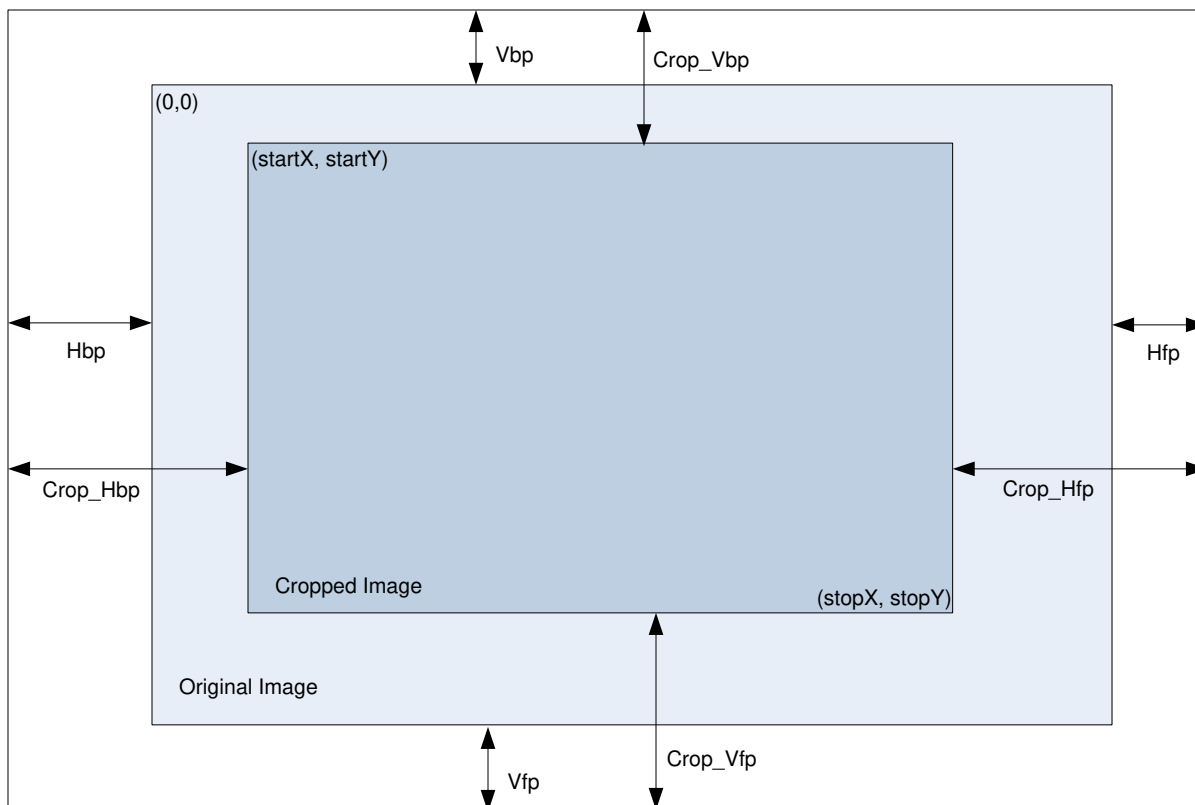 Vbp
Crop_Vbp
(0,0)
(startX, startY)
Hbp
Hfp
Crop_Hbp
Crop_Hfp
Cropped Image
(stopX, stopY)
Original Image
Crop_Vfp
Vfp